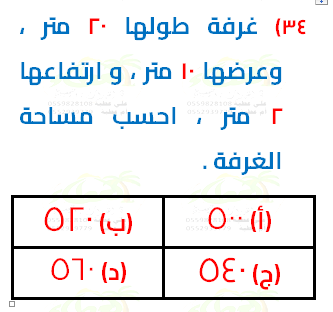 ٣٤) غرفة طولها ٢٠ متر ،
وعرضها ١٠ متر ، و ارتفاعها
٢ متر ، احسب مساحة
الغرفة .
(أ) ٥٠٠ (ب) ٥٢٠
(ج) ٥٤٠ (د) ٥٦٠